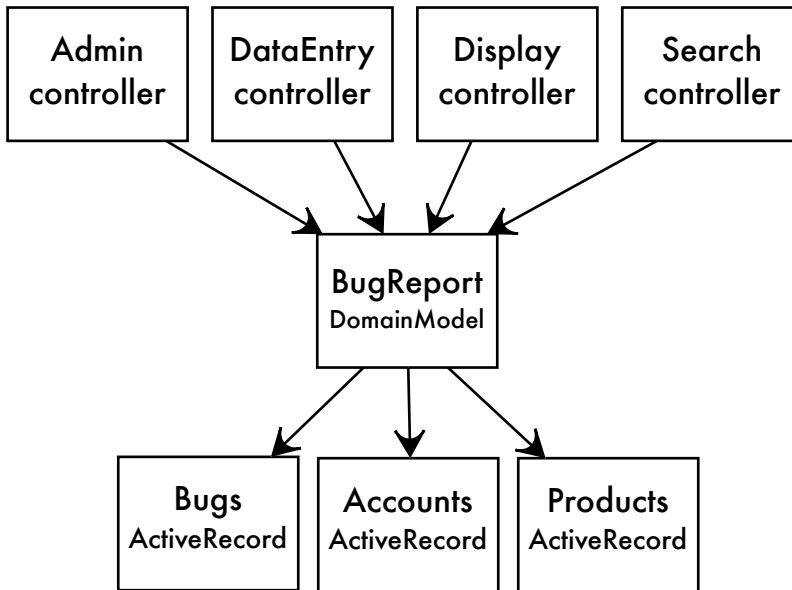 Admin
controller
DataEntry
controller
Display
controller
Search
controller
BugReport
DomainModel
Bugs
ActiveRecord
Accounts
ActiveRecord
Products
ActiveRecord